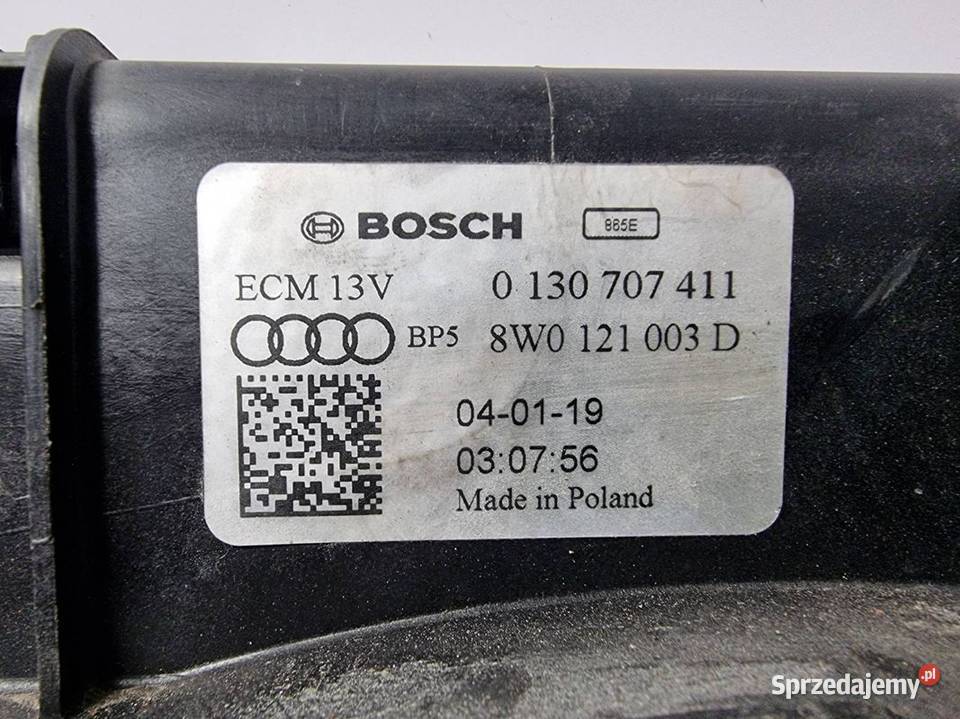 BOSCH 865E
ECM 13V 0 130 707 411
BP5 8W0 121 003 D
04-01-19
03:07:56
Made in Poland
Sprzedajemy.pl